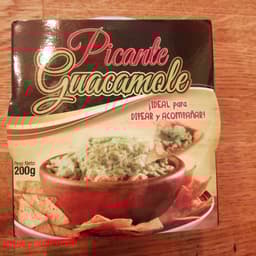 Picante
Guacamole
¡IDEAL para
DIPEAR y ACOMPAÑAR!
Peso Neto:
200g